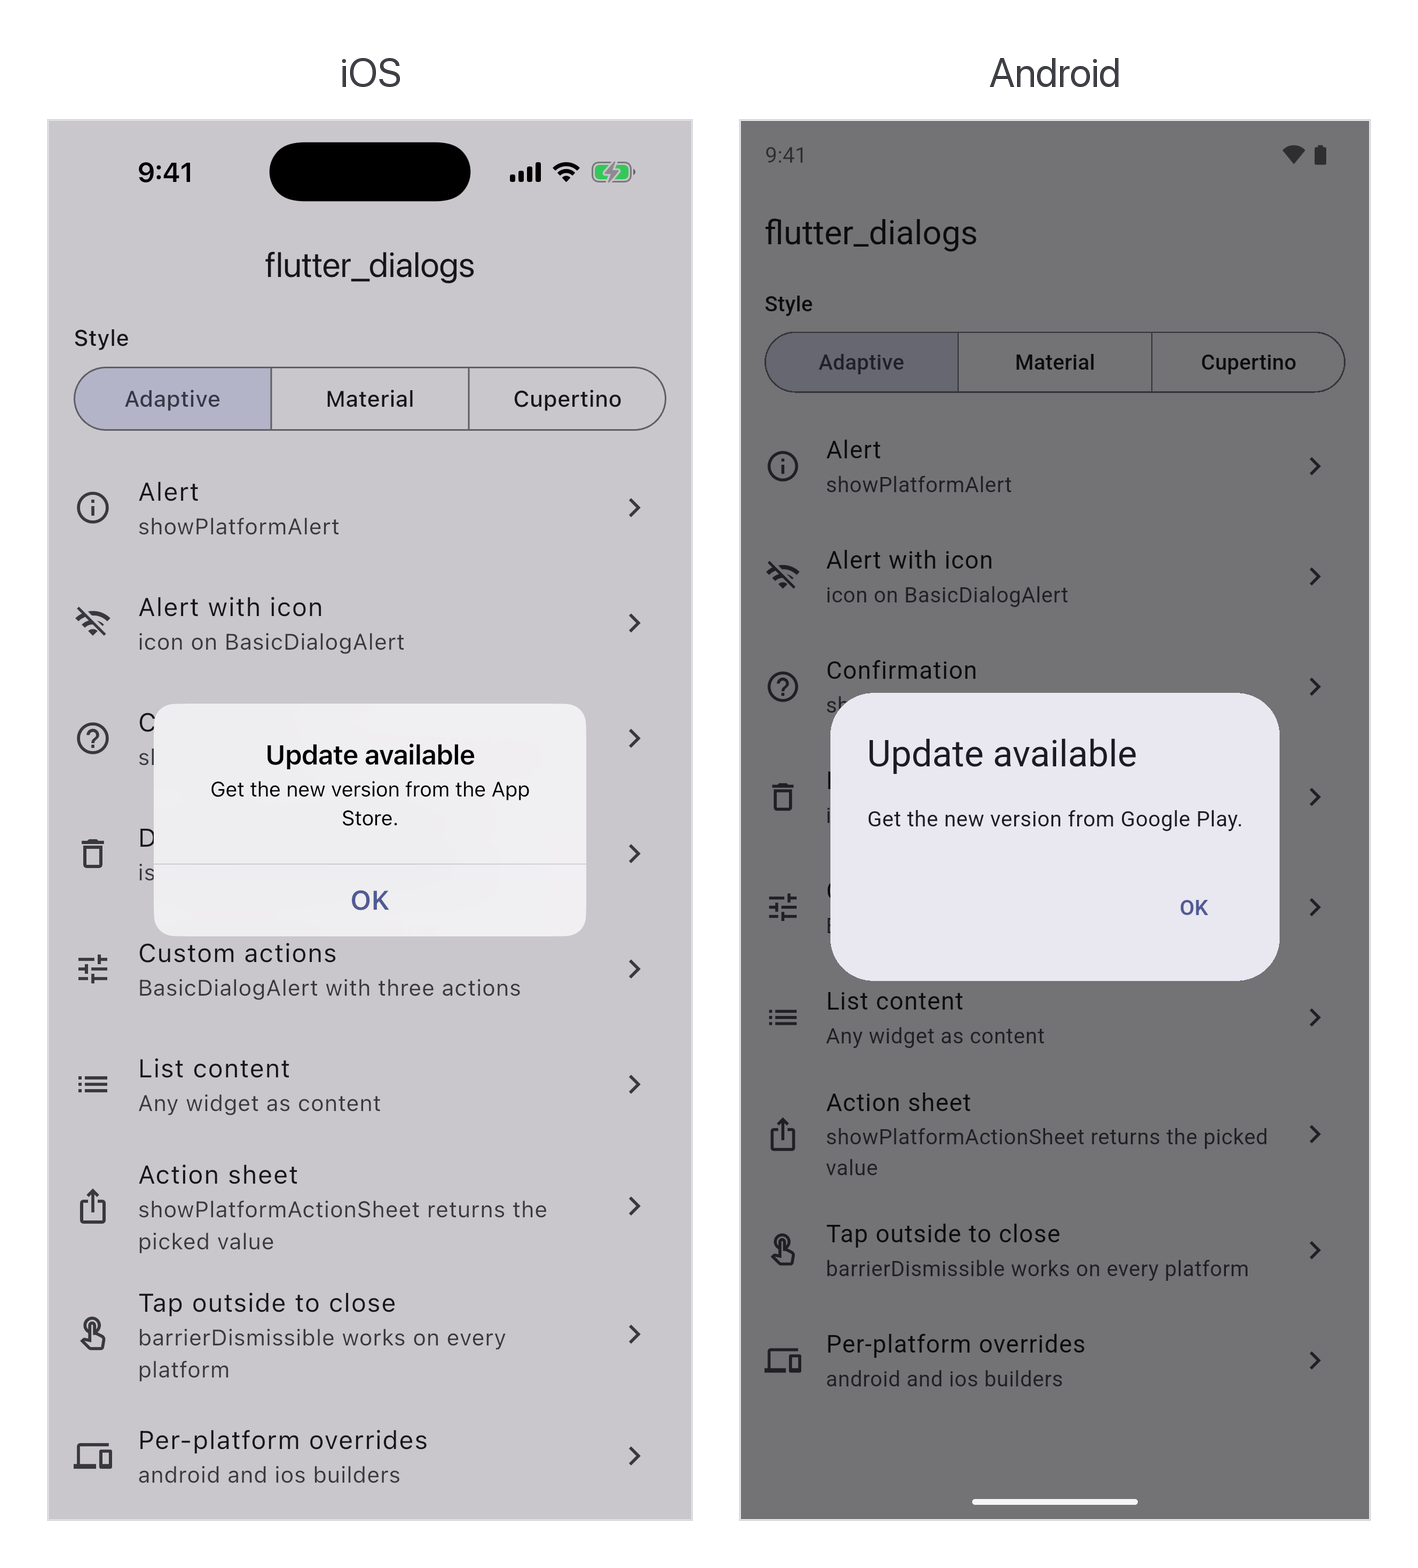 iOS
9:41
flutter_dialogs
Style
Adaptive
Material
Cupertino
Alert
showPlatformAlert
Alert with icon
icon on BasicDialogAlert
Update available
Get the new version from the App
Store.
OK
Custom actions
BasicDialogAlert with three actions
List content
Any widget as content
Action sheet
showPlatformActionSheet returns the
picked value
Tap outside to close
barrierDismissible works on every
platform
Per-platform overrides
android and ios builders
Android
9:41
flutter_dialogs
Style
Adaptive
Material
Cupertino
Alert
showPlatformAlert
Alert with icon
icon on BasicDialogAlert
Confirmation
Update available
Get the new version from Google Play.
OK
List content
Any widget as content
Action sheet
showPlatformActionSheet returns the picked
value
Tap outside to close
barrierDismissible works on every platform
Per-platform overrides
android and ios builders